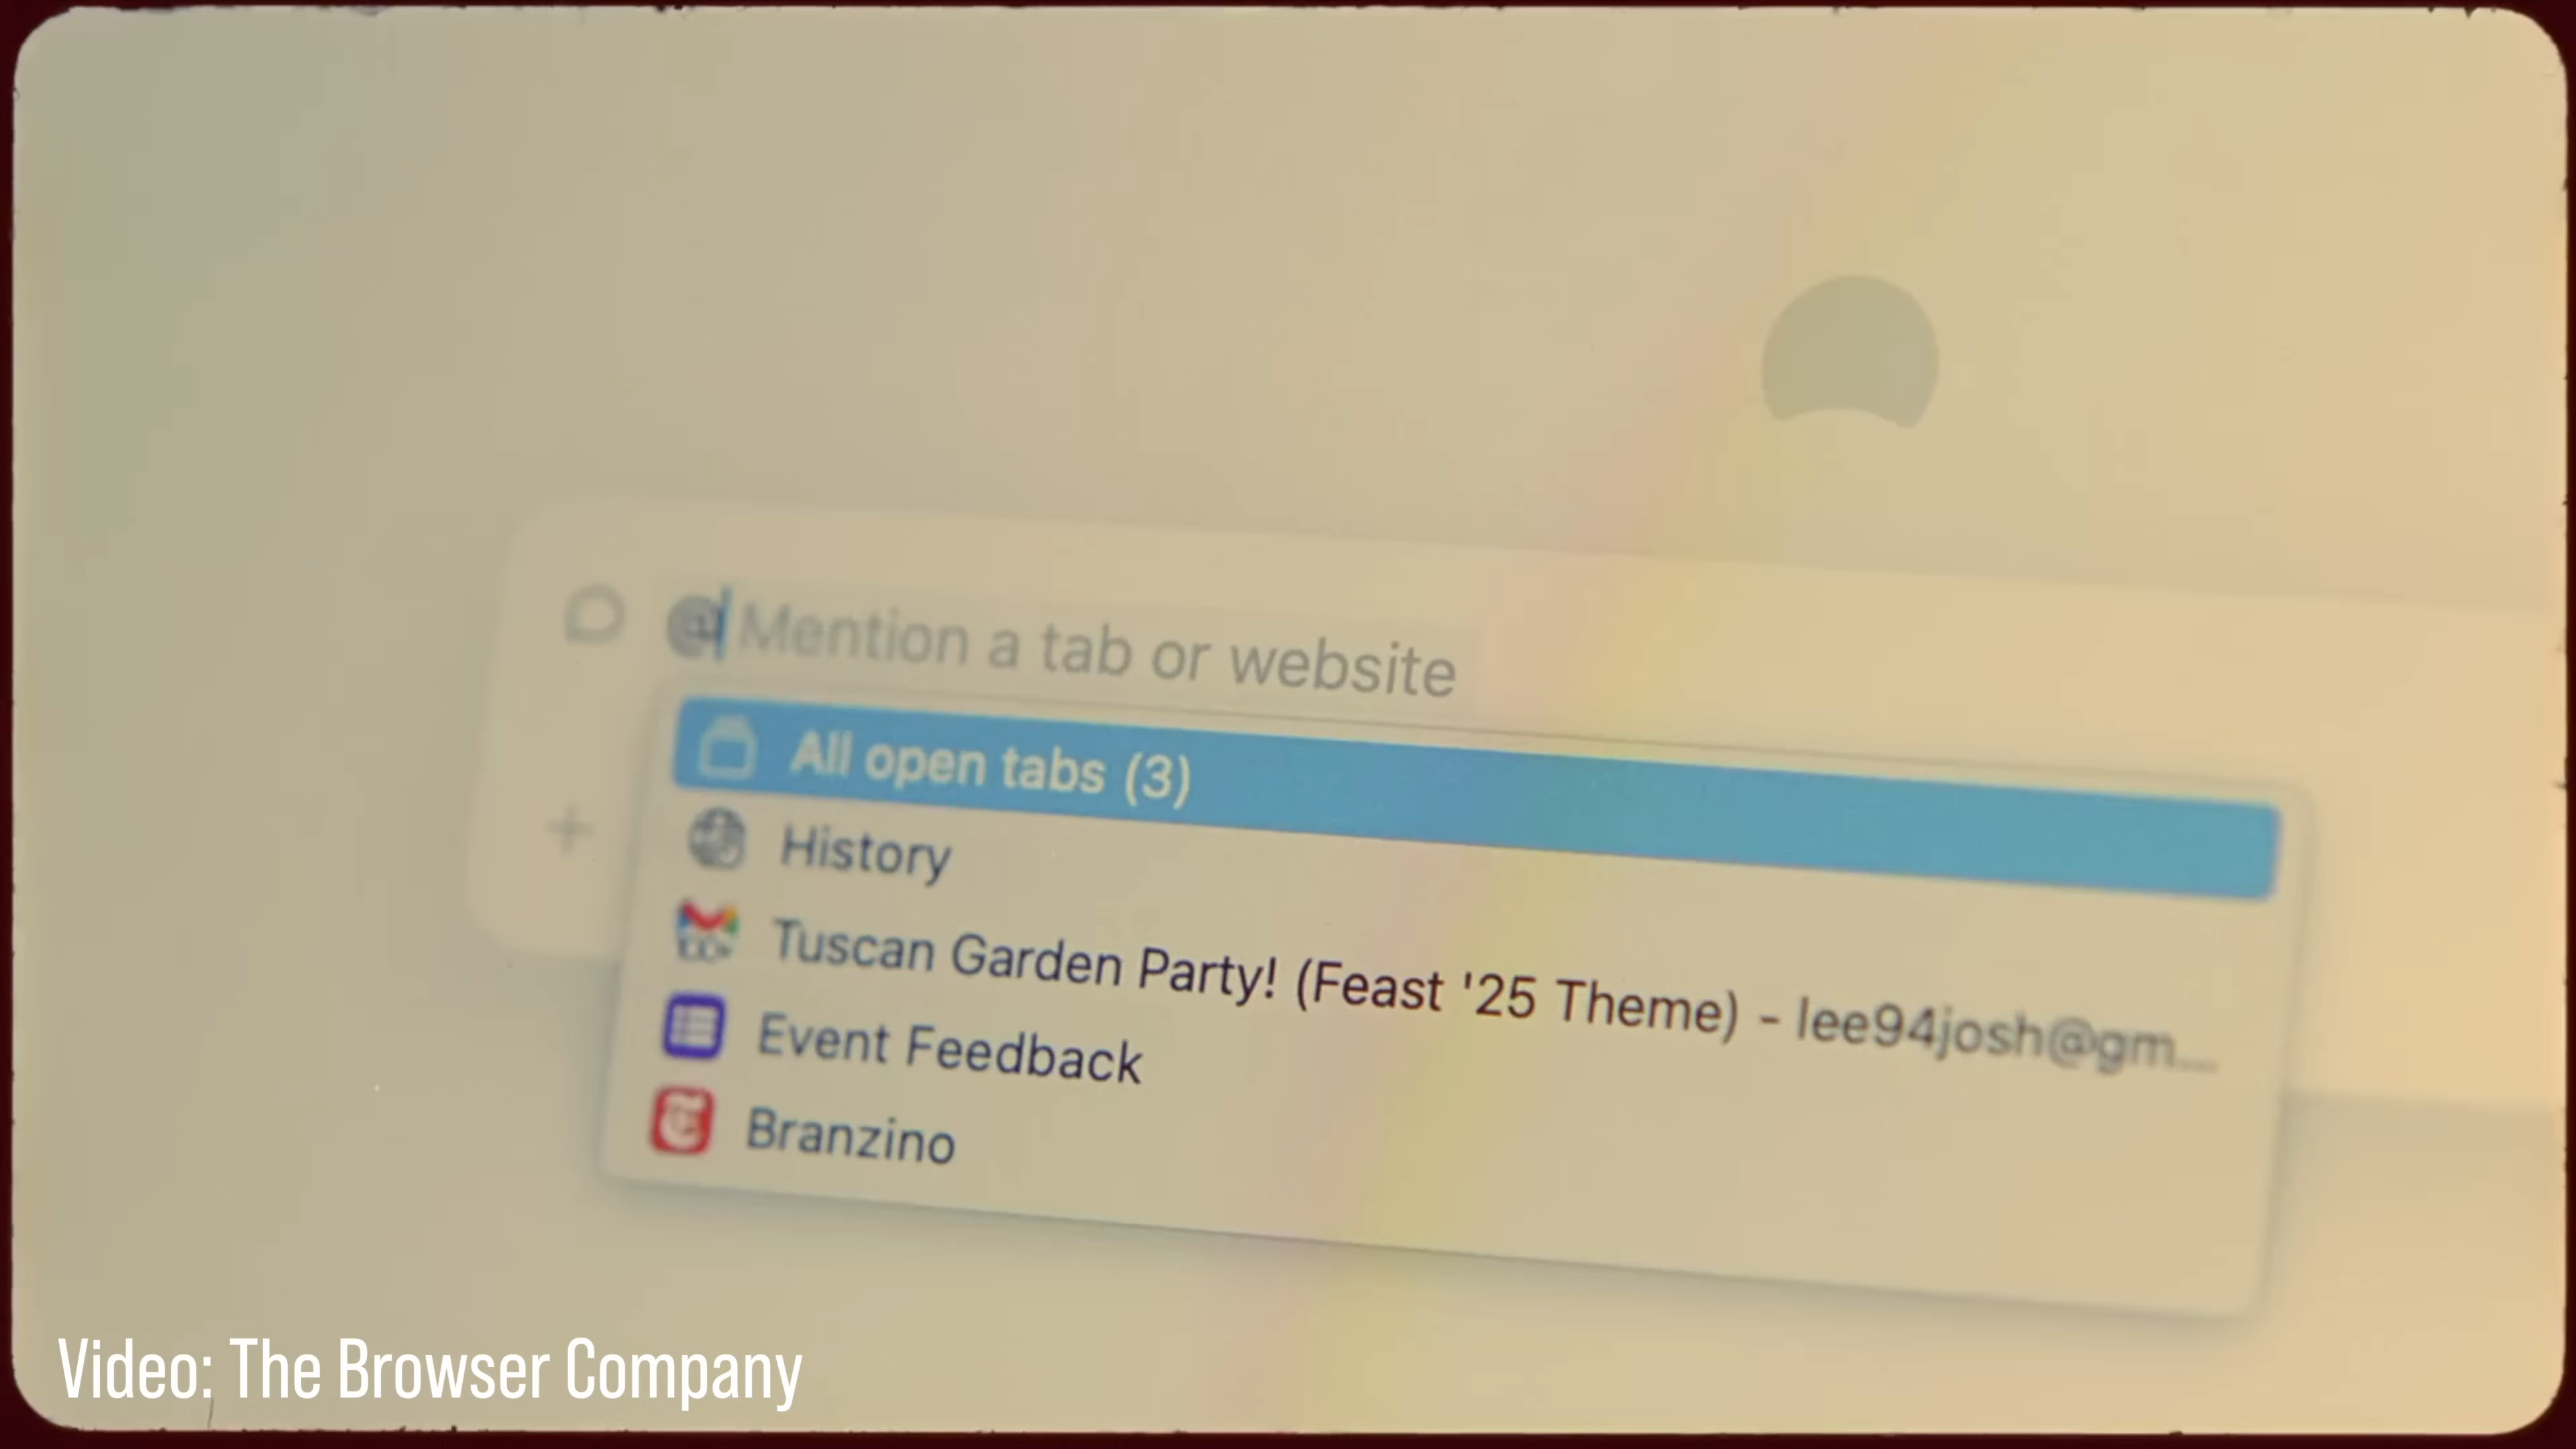 @ Mention a tab or website
All open tabs (3)
History
Tuscan Garden Party! (Feast '25 Theme) - lee94josh@gm...
Event Feedback
Branzino
Video: The Browser Company